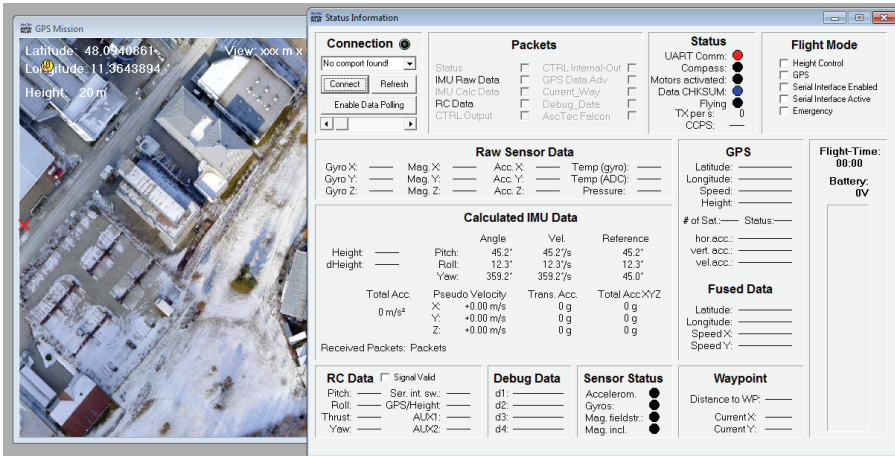 GPS Mission
Latitude: 48,0940861
View: xxx m x
Longitude: 11,3643894
Height: 20 m
Status Information
Connection
No comport found!
Connect
Refresh
Enable Data Polling
Packets
Status
CTRL Internal-Out
IMU Raw Data
GPS Data Adv.
IMU Calc Data
Current_Way
RC Data
Debug_Data
CTRL Output
AscTec Falcon
Status
UART Comm:
Compass:
Motors activated:
Data CHKSUM:
Flying
TX per s: 0
CCPS:
Flight Mode
Height Control
GPS
Serial Interface Enabled
Serial Interface Active
Emergency
Raw Sensor Data
Gyro X: Mag. X: Acc. X: Temp (gyro):
Gyro Y: Mag. Y: Acc. Y: Temp (ADC):
Gyro Z: Mag. Z: Acc. Z: Pressure:
GPS
Latitude:
Longitude:
Speed:
Height:
# of Sat.: Status:
hor.acc.:
vert. acc.:
vel.acc.:
Flight-Time:
00:00
Battery:
0V
Calculated IMU Data
Angle Vel. Reference
Height: Pitch: 45.2° 45.2°/s 45.2°
dHeight: Roll: 12.3° 12.3°/s 12.3°
Yaw: 359.2° 359.2°/s 45.0°
Total Acc. Pseudo Velocity Trans. Acc. Total Acc XYZ
0 m/s² X: +0.00 m/s 0 g 0 g
Y: +0.00 m/s 0 g 0 g
Z: +0.00 m/s 0 g 0 g
Received Packets: Packets
Fused Data
Latitude:
Longitude:
Speed X:
Speed Y:
RC Data Signal Valid
Pitch: Ser. int. sw.:
Roll: GPS/Height:
Thrust: AUX1:
Yaw: AUX2:
Debug Data
d1:
d2:
d3:
d4:
Sensor Status
Accelerom.
Gyros:
Mag. fieldstr.:
Mag. incl.
Waypoint
Distance to WP:
Current X:
Current Y: